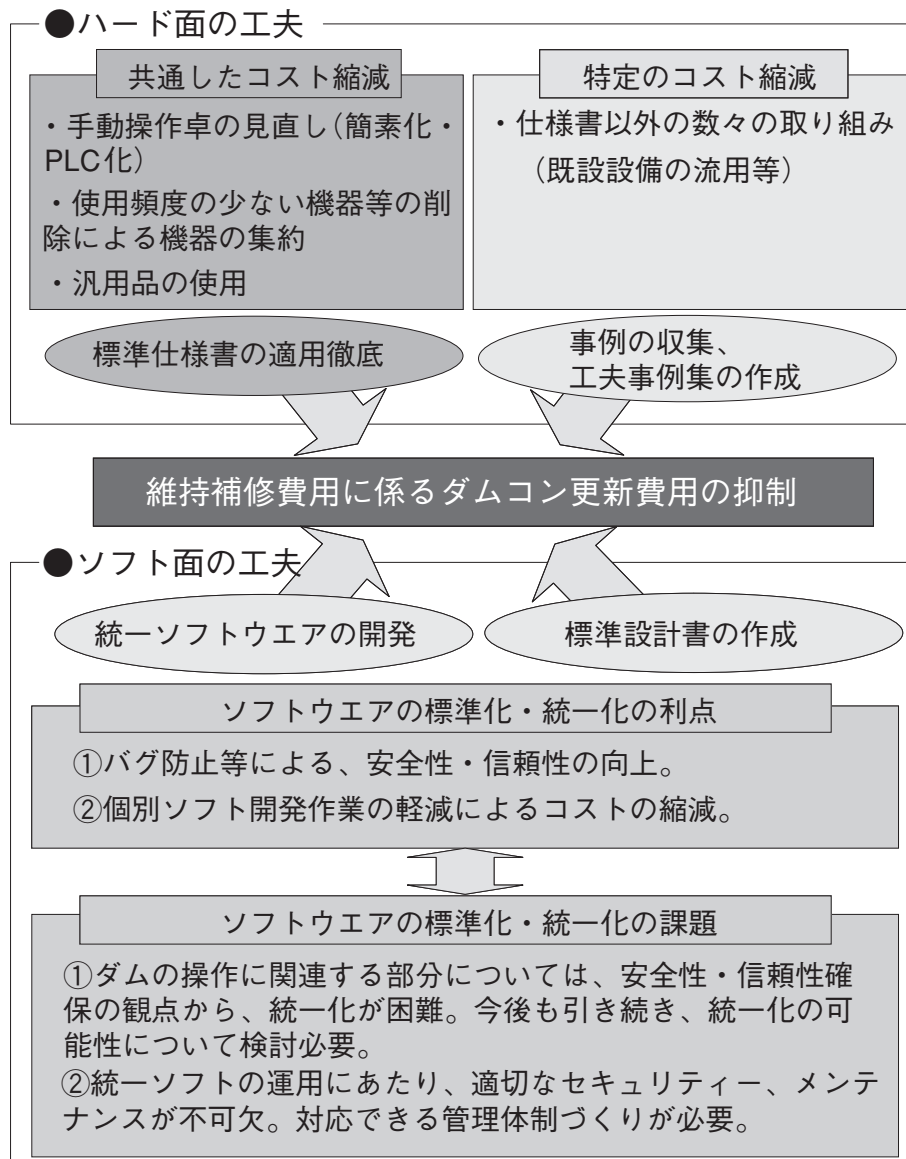 ●ハード面の工夫
共通したコスト縮減
・手動操作卓の見直し(簡素化・
PLC化)
・使用頻度の少ない機器等の削
除による機器の集約
・汎用品の使用
特定のコスト縮減
・仕様書以外の数々の取り組み
(既設設備の流用等)
標準仕様書の適用徹底
事例の収集、
工夫事例集の作成
維持補修費用に係るダムコン更新費用の抑制
●ソフト面の工夫
統一ソフトウエアの開発
標準設計書の作成
ソフトウエアの標準化・統一化の利点
①バグ防止等による、安全性・信頼性の向上。
②個別ソフト開発作業の軽減によるコストの縮減。
ソフトウエアの標準化・統一化の課題
①ダムの操作に関連する部分については、安全性・信頼性確
保の観点から、統一化が困難。今後も引き続き、統一化の可
能性について検討必要。
②統一ソフトの運用にあたり、適切なセキュリティー、メンテ
ナンスが不可欠。対応できる管理体制づくりが必要。